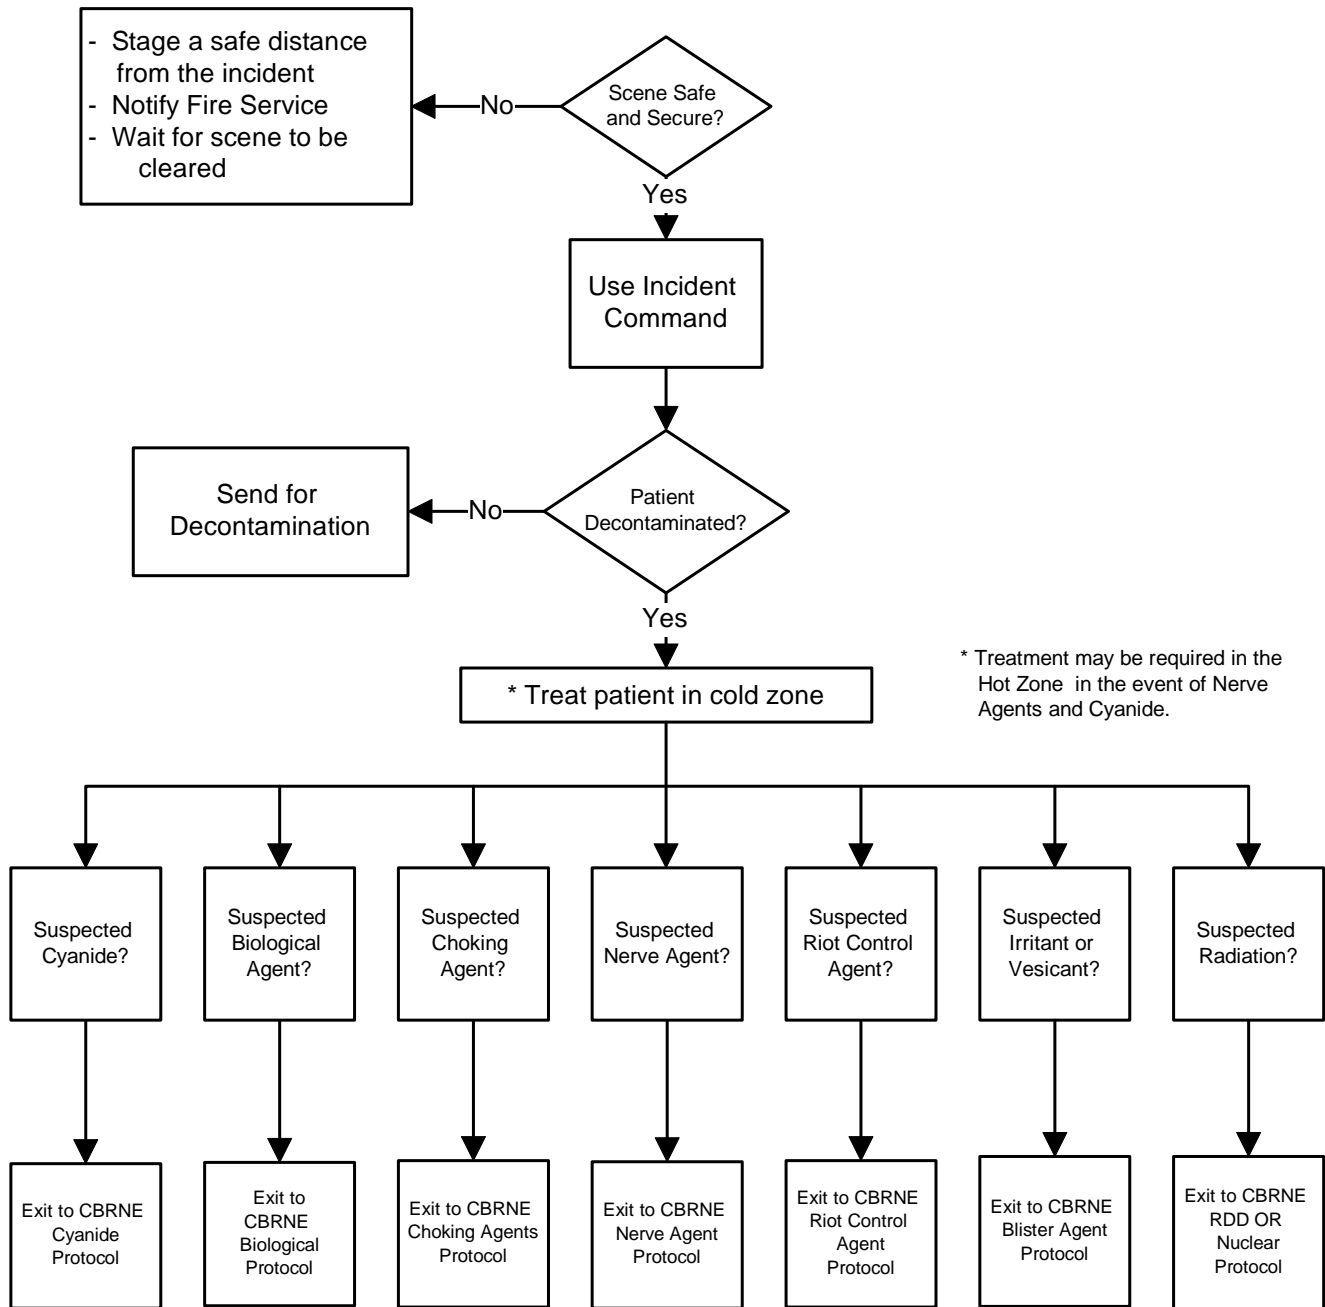 - Stage a safe distance
from the incident
- Notify Fire Service
- Wait for scene to be
cleared
No
Scene Safe
and Secure?
Yes
Use Incident
Command
Send for
Decontamination
No
Patient
Decontaminated?
Yes
* Treat patient in cold zone
* Treatment may be required in the
Hot Zone in the event of Nerve
Agents and Cyanide.
Suspected
Cyanide?
Suspected
Biological
Agent?
Suspected
Choking
Agent?
Suspected
Nerve Agent?
Suspected
Riot Control
Agent?
Suspected
Irritant or
Vesicant?
Suspected
Radiation?
Exit to CBRNE
Cyanide
Protocol
Exit to
CBRNE
Biological
Protocol
Exit to CBRNE
Choking Agents
Protocol
Exit to CBRNE
Nerve Agent
Protocol
Exit to CBRNE
Riot Control
Agent
Protocol
Exit to CBRNE
Blister Agent
Protocol
Exit to CBRNE
RDD OR
Nuclear
Protocol